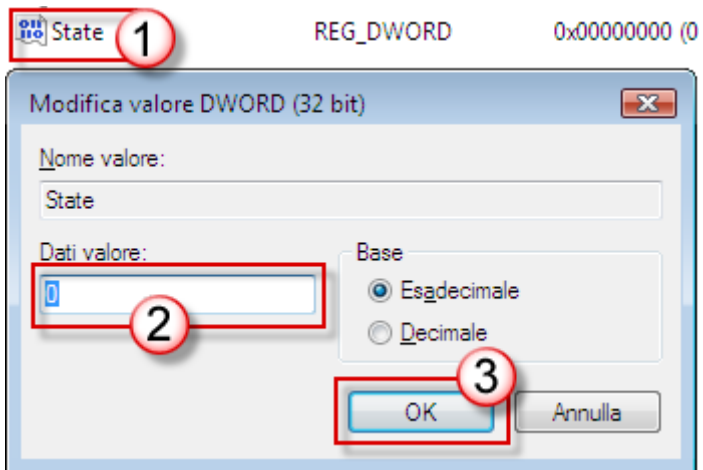 State 1 REG_DWORD 0x00000000 (0
Modifica valore DWORD (32 bit)
Nome valore:
State
Dati valore: Base
0 Esadecimale
2 Decimale
3
OK Annulla